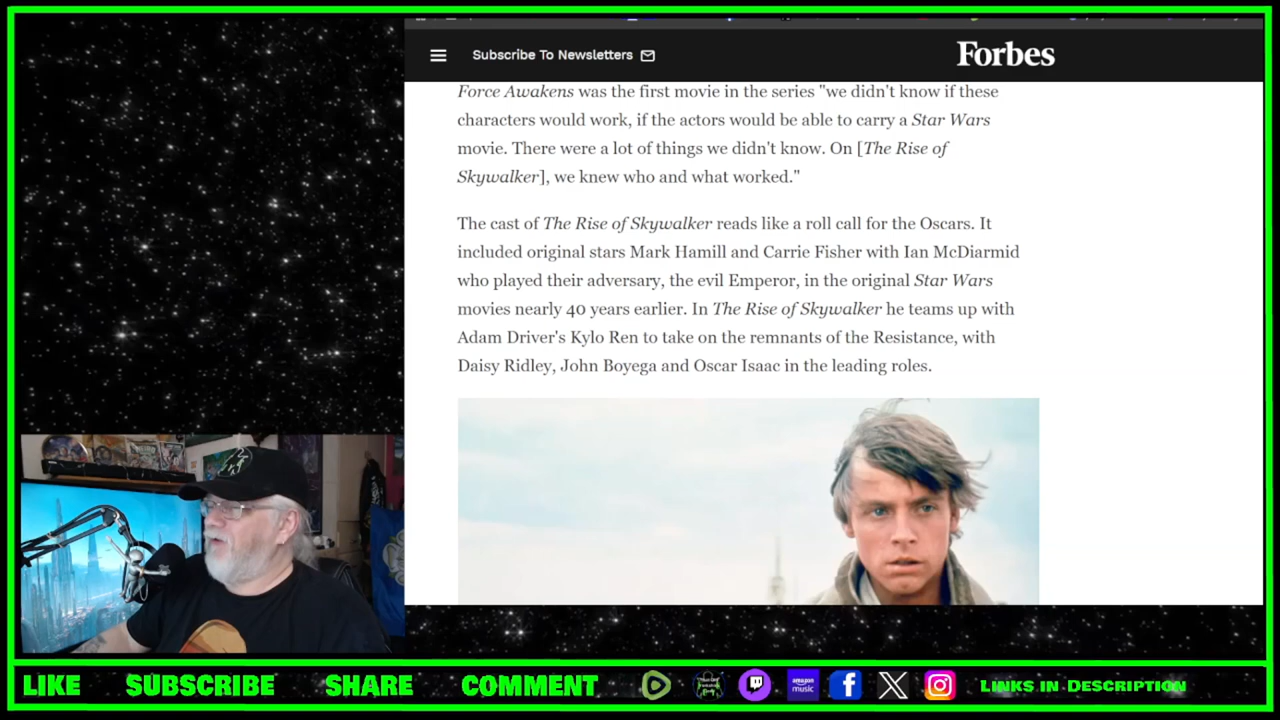 Subscribe To Newsletters
Forbes
Force Awakens was the first movie in the series "we didn't know if these
characters would work, if the actors would be able to carry a Star Wars
movie. There were a lot of things we didn't know. On [The Rise of
Skywalker], we knew who and what worked."
The cast of The Rise of Skywalker reads like a roll call for the Oscars. It
included original stars Mark Hamill and Carrie Fisher with Ian McDiarmid
who played their adversary, the evil Emperor, in the original Star Wars
movies nearly 40 years earlier. In The Rise of Skywalker he teams up with
Adam Driver's Kylo Ren to take on the remnants of the Resistance, with
Daisy Ridley, John Boyega and Oscar Isaac in the leading roles.
LIKE SUBSCRIBE SHARE COMMENT amazon music LINKS IN DESCRIPTION